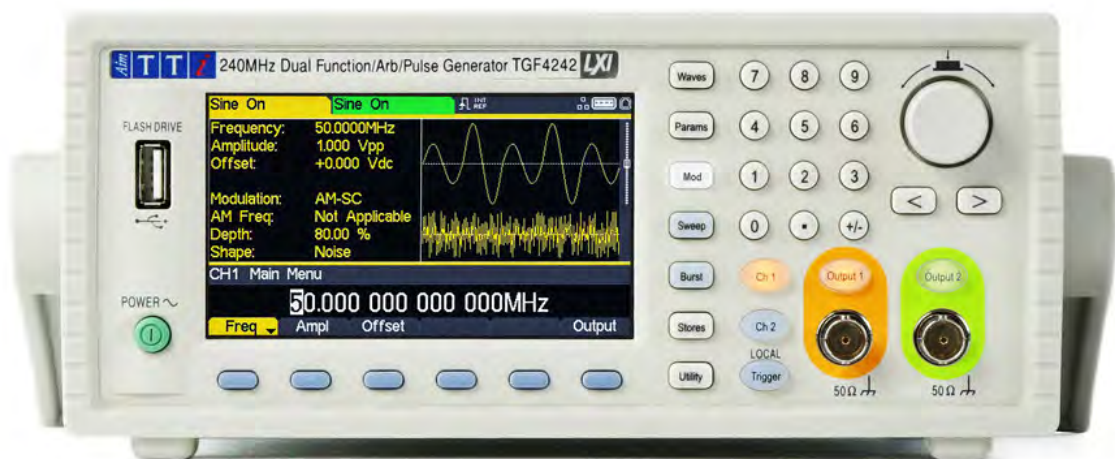 Aim TTi 240MHz Dual Function/Arb/Pulse Generator TGF4242 LXI
FLASH DRIVE
POWER
Sine On Sine On INT REF
Frequency: 50.0000MHz
Amplitude: 1.000 Vpp
Offset: +0.000 Vdc
Modulation: AM-SC
AM Freq: Not Applicable
Depth: 80.00 %
Shape: Noise
CH1 Main Menu
50.000 000 000 000MHz
Freq Ampl Offset Output
Waves 7 8 9
Params 4 5 6
Mod 1 2 3
Sweep 0 . +/-
< >
Burst Ch 1 Output 1 Output 2
Stores Ch 2
LOCAL
Utility Trigger
50Ω 50Ω